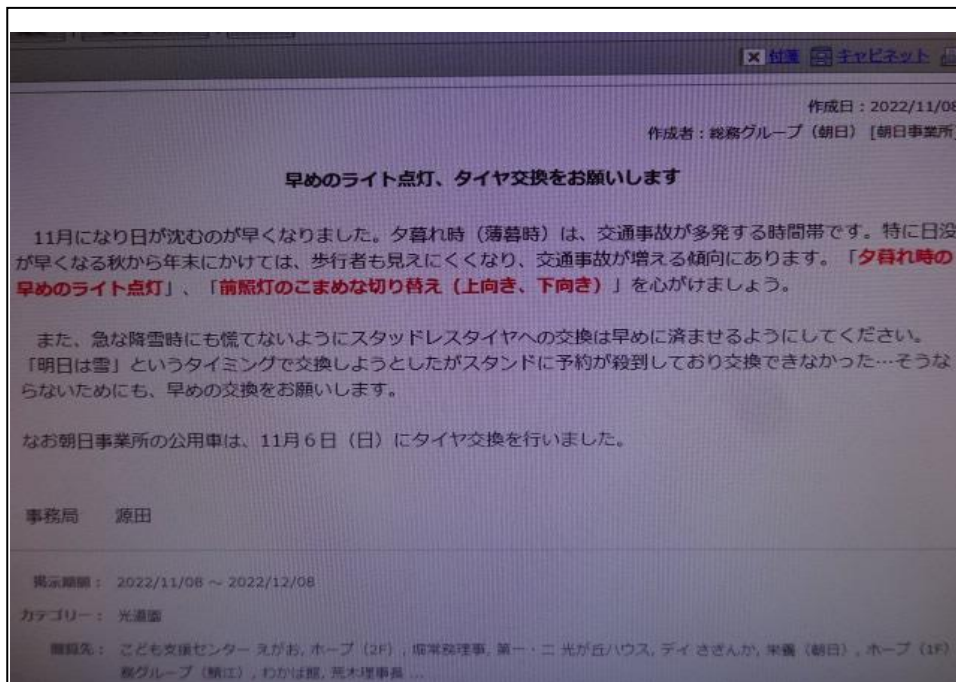 付箋 キャビネット
作成日：2022/11/08
作成者：総務グループ（朝日） [朝日事業所]
早めのライト点灯、タイヤ交換をお願いします
11月になり日が沈むのが早くなりました。夕暮れ時（薄暮時）は、交通事故が多発する時間帯です。特に日没
が早くなる秋から年末にかけては、歩行者も見えにくくなり、交通事故が増える傾向にあります。「夕暮れ時の
早めのライト点灯」、「前照灯のこまめな切り替え（上向き、下向き）」を心がけましょう。
また、急な降雪時にも慌てないようにスタッドレスタイヤへの交換は早めに済ませるようにしてください。
「明日は雪」というタイミングで交換しようとしたがスタンドに予約が殺到しており交換できなかった…そうな
らないためにも、早めの交換をお願いします。
なお朝日事業所の公用車は、11月６日（日）にタイヤ交換を行いました。
事務局 源田
掲示期間： 2022/11/08 ～ 2022/12/08
カテゴリー： 光道園
閲覧先： こども支援センター えがお, ホープ（2F）, 堀常務理事, 第一・二 光が丘ハウス, デイ さざんか, 栄養（朝日）, ホープ（1F）
務グループ（鯖江）, わかば館, 荒木理事長 ...